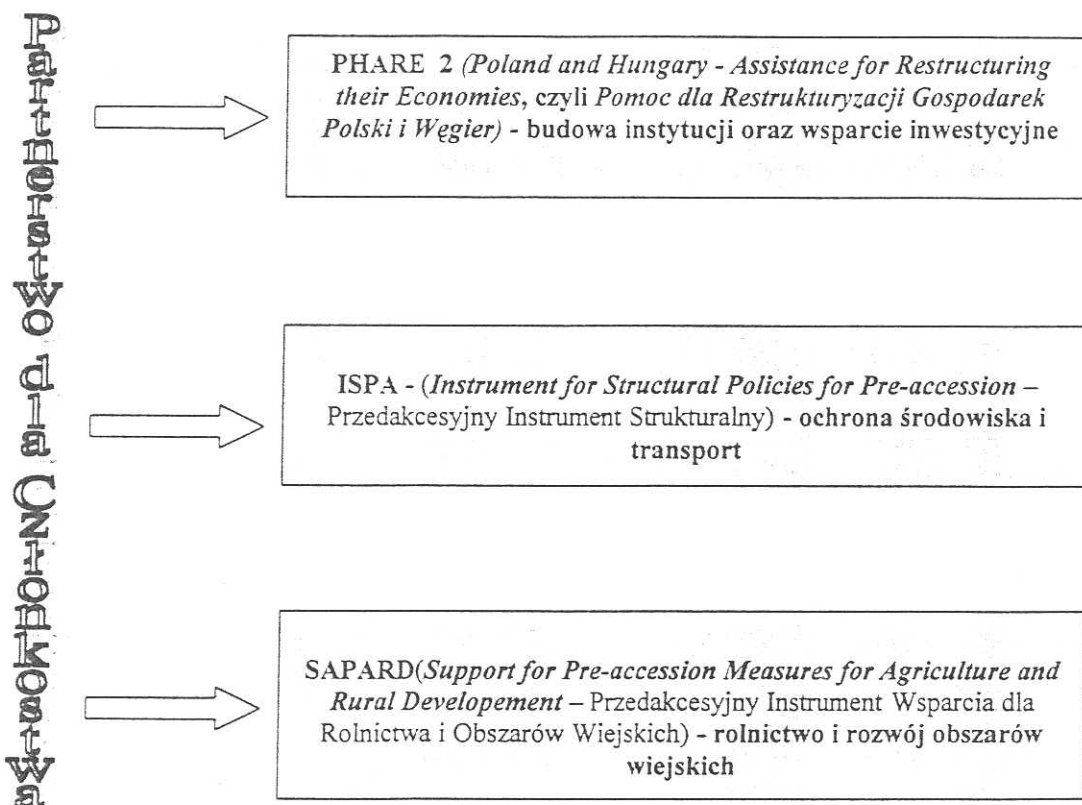 Partnerstwo dla Członkostwa
PHARE 2 (Poland and Hungary - Assistance for Restructuring
their Economies, czyli Pomoc dla Restrukturyzacji Gospodarek
Polski i Węgier) - budowa instytucji oraz wsparcie inwestycyjne
ISPA - (Instrument for Structural Policies for Pre-accession –
Przedakcesyjny Instrument Strukturalny) - ochrona środowiska i
transport
SAPARD(Support for Pre-accession Measures for Agriculture and
Rural Developement – Przedakcesyjny Instrument Wsparcia dla
Rolnictwa i Obszarów Wiejskich) - rolnictwo i rozwój obszarów
wiejskich